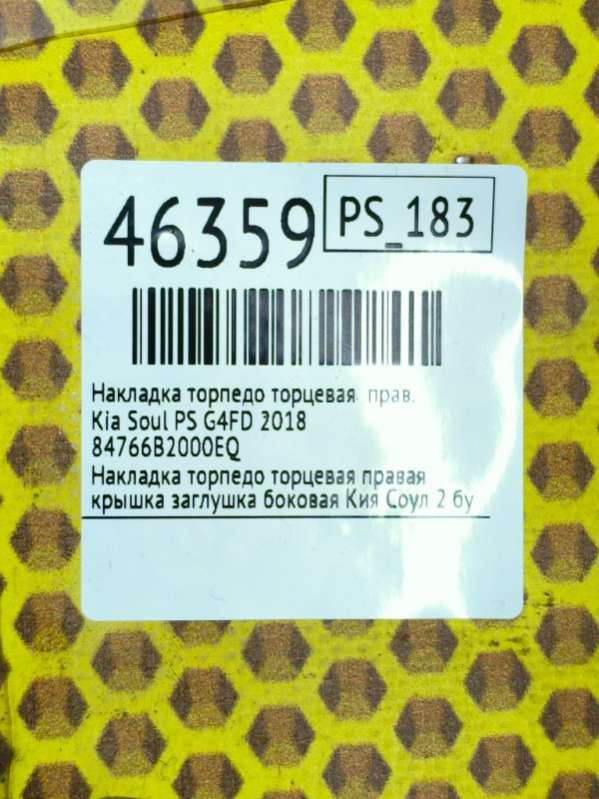 46359
PS_183
Накладка торпедо торцевая прав.
Kia Soul PS G4FD 2018
84766B2000EQ
Накладка торпедо торцевая правая
крышка заглушка боковая Кия Соул 2 бу